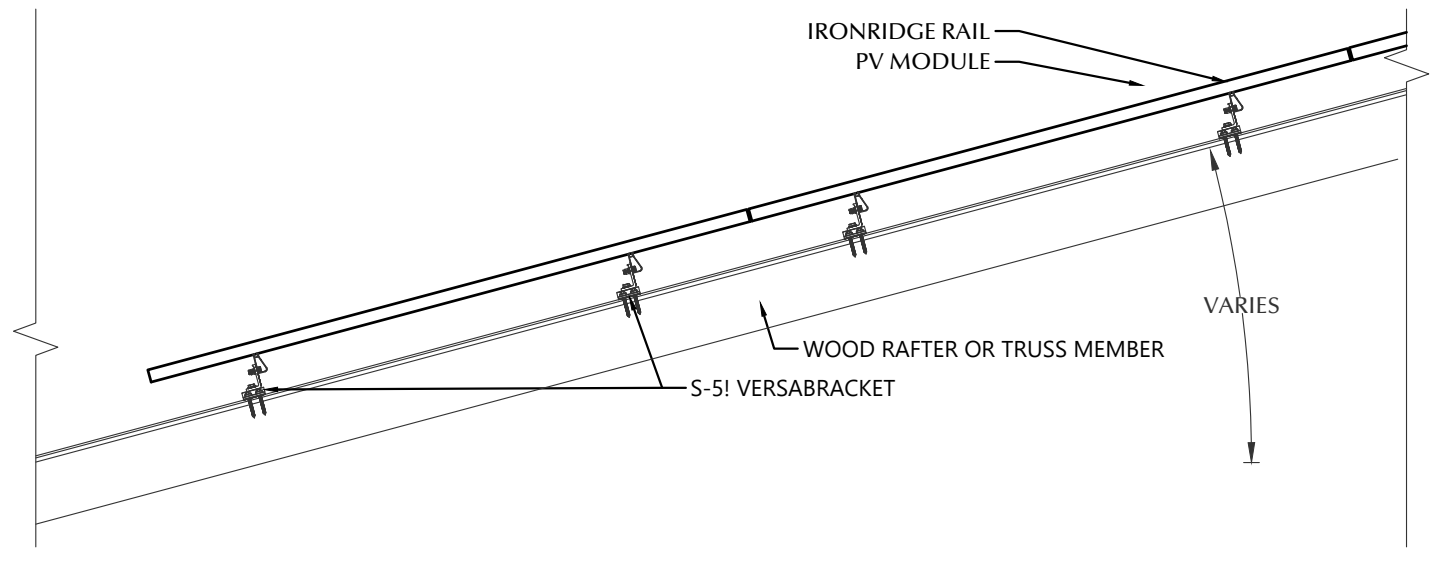 IRONRIDGE RAIL
PV MODULE
VARIES
WOOD RAFTER OR TRUSS MEMBER
S-5! VERSABRACKET